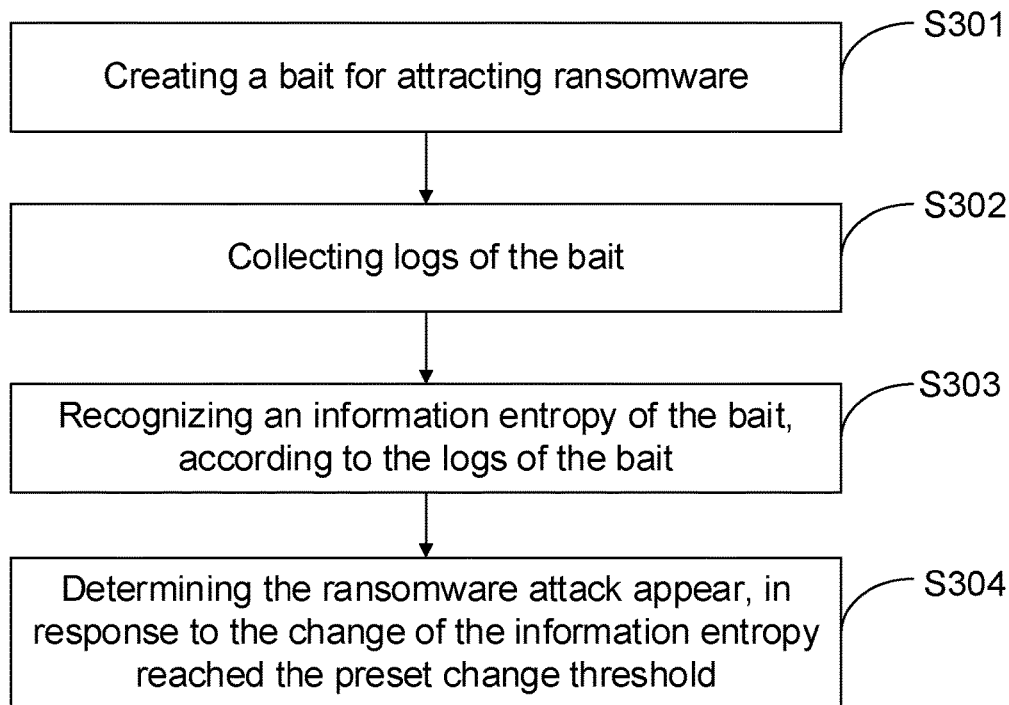 S301
Creating a bait for attracting ransomware
S302
Collecting logs of the bait
S303
Recognizing an information entropy of the bait,
according to the logs of the bait
S304
Determining the ransomware attack appear, in
response to the change of the information entropy
reached the preset change threshold